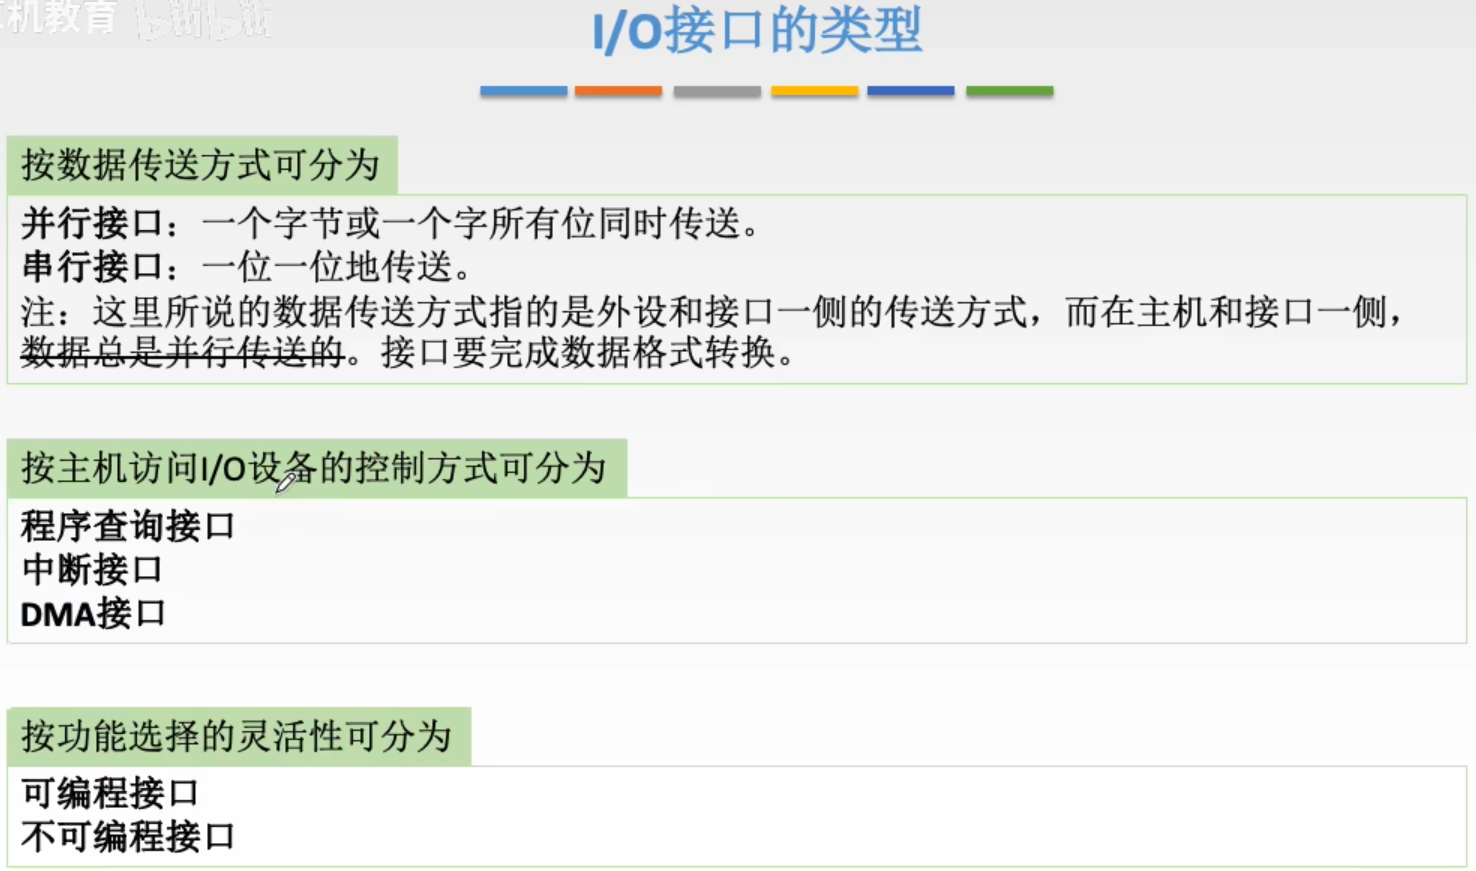 机教育 bilibili
I/O接口的类型
按数据传送方式可分为
并行接口：一个字节或一个字所有位同时传送。
串行接口：一位一位地传送。
注：这里所说的数据传送方式指的是外设和接口一侧的传送方式，而在主机和接口一侧，
数据总是并行传送的。接口要完成数据格式转换。
按主机访问I/O设备的控制方式可分为
程序查询接口
中断接口
DMA接口
按功能选择的灵活性可分为
可编程接口
不可编程接口